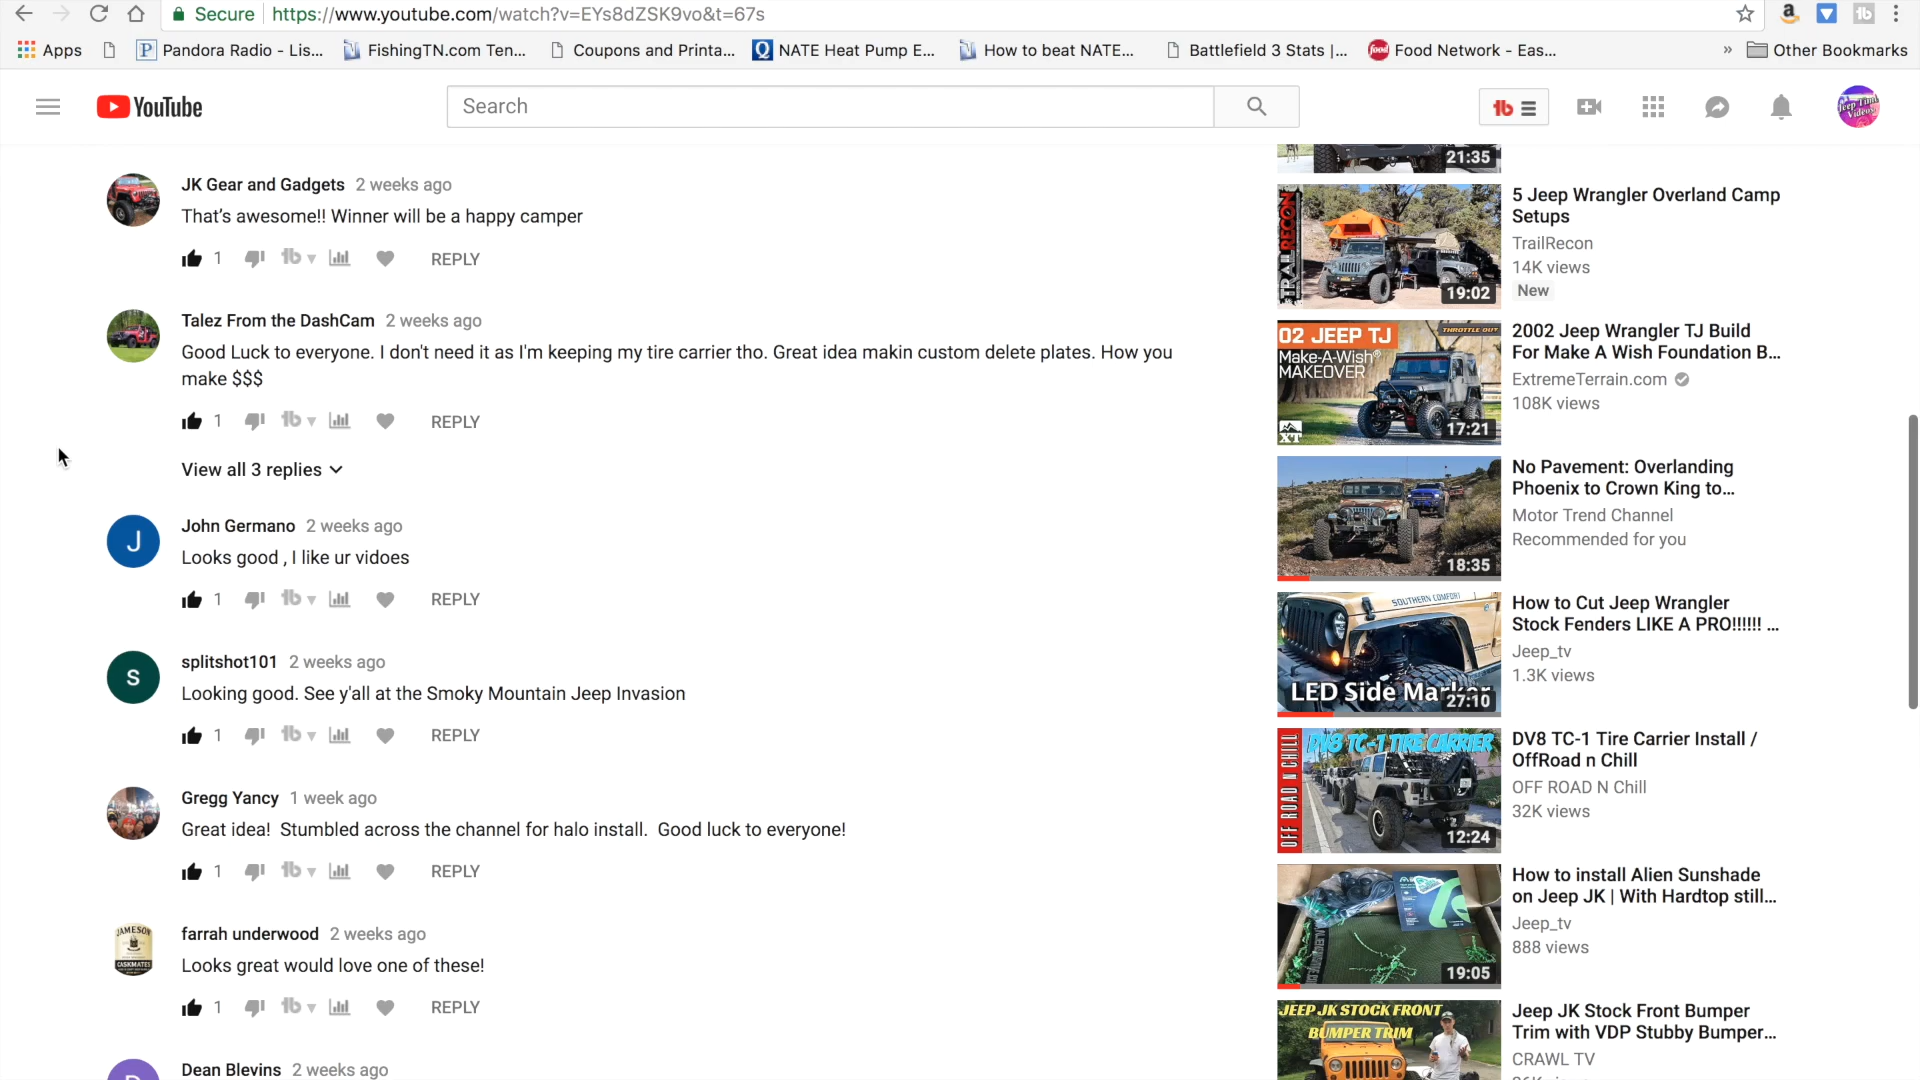 Secure https://www.youtube.com/watch?v=EYs8dZSK9vo&t=67s
Apps Pandora Radio - Lis... FishingTN.com Ten... Coupons and Printa... NATE Heat Pump E... How to beat NATE... Battlefield 3 Stats |... Food Network - Eas... » Other Bookmarks
YouTube
Search
JK Gear and Gadgets 2 weeks ago
That's awesome!! Winner will be a happy camper
1 REPLY
Talez From the DashCam 2 weeks ago
Good Luck to everyone. I don't need it as I'm keeping my tire carrier tho. Great idea makin custom delete plates. How you
make $$$
1 REPLY
View all 3 replies
John Germano 2 weeks ago
Looks good , I like ur vidoes
1 REPLY
splitshot101 2 weeks ago
Looking good. See y'all at the Smoky Mountain Jeep Invasion
1 REPLY
Gregg Yancy 1 week ago
Great idea!  Stumbled across the channel for halo install.  Good luck to everyone!
1 REPLY
farrah underwood 2 weeks ago
Looks great would love one of these!
1 REPLY
Dean Blevins 2 weeks ago
21:35
TRAILRECON
19:02
5 Jeep Wrangler Overland Camp
Setups
TrailRecon
14K views
New
02 JEEP TJ
Make-A-Wish®
MAKEOVER
THROTTLE OUT
XT
17:21
2002 Jeep Wrangler TJ Build
For Make A Wish Foundation B...
ExtremeTerrain.com
108K views
18:35
No Pavement: Overlanding
Phoenix to Crown King to...
Motor Trend Channel
Recommended for you
SOUTHERN COMFORT
LED Side Marker
27:10
How to Cut Jeep Wrangler
Stock Fenders LIKE A PRO!!!!!! ...
Jeep_tv
1.3K views
OFF ROAD N CHILL
DV8 TC-1 TIRE CARRIER
12:24
DV8 TC-1 Tire Carrier Install /
OffRoad n Chill
OFF ROAD N Chill
32K views
19:05
How to install Alien Sunshade
on Jeep JK | With Hardtop still...
Jeep_tv
888 views
JEEP JK STOCK FRONT
BUMPER TRIM
Jeep JK Stock Front Bumper
Trim with VDP Stubby Bumper...
CRAWL TV